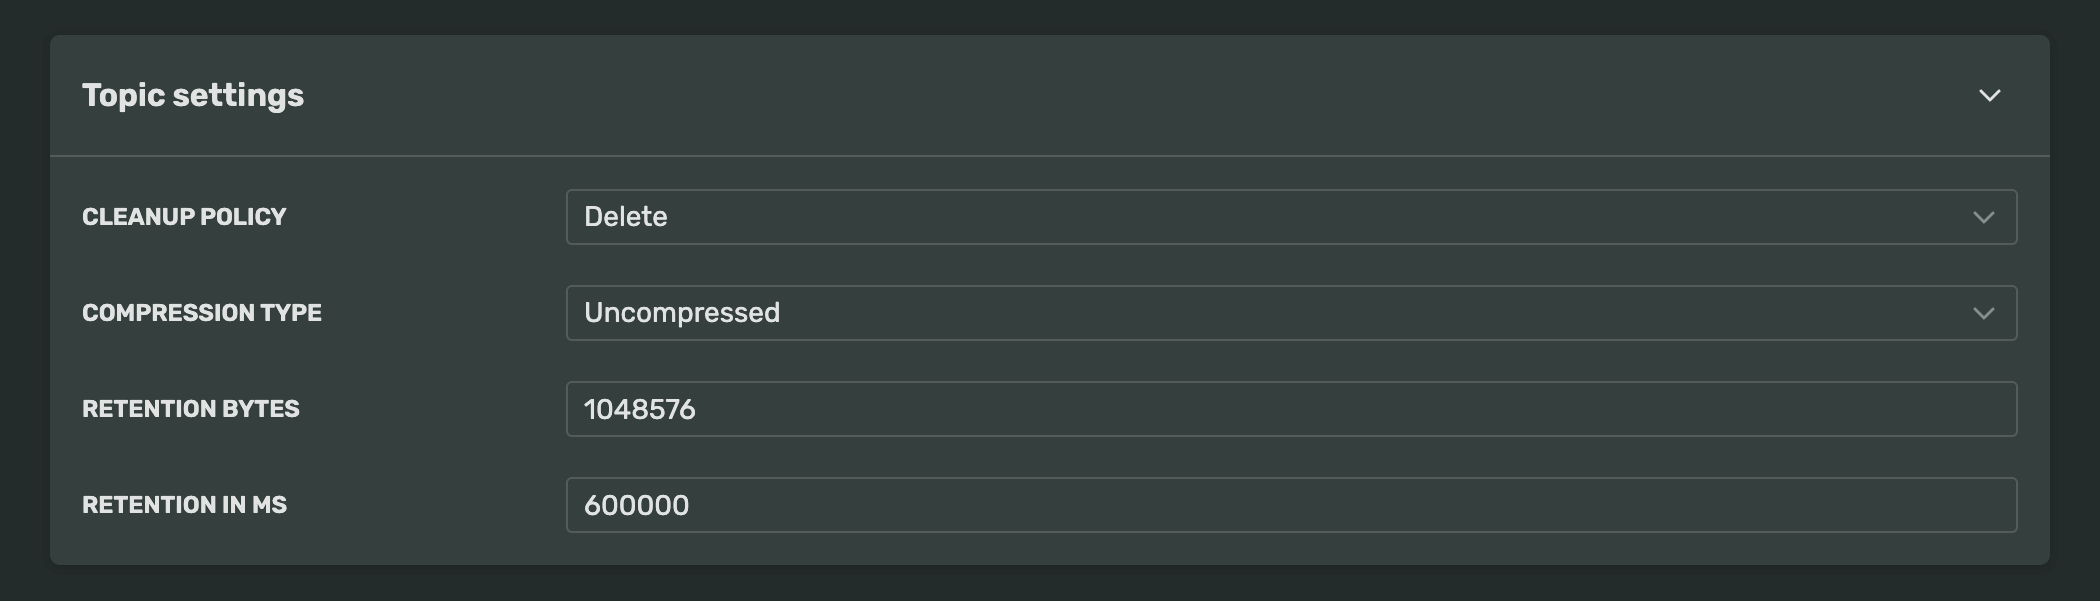 Topic settings
CLEANUP POLICY
Delete
COMPRESSION TYPE
Uncompressed
RETENTION BYTES
1048576
RETENTION IN MS
600000